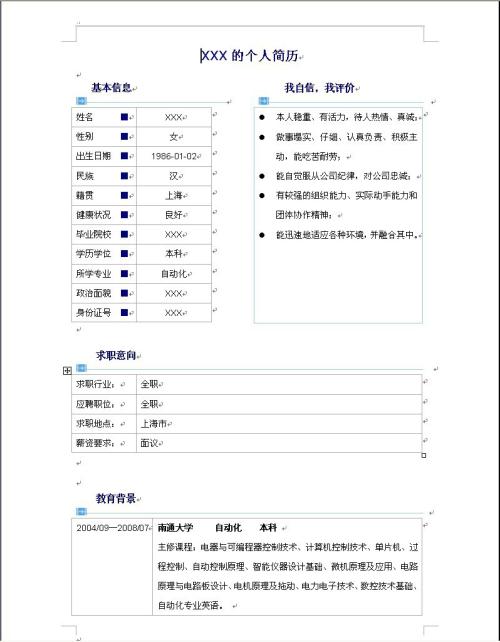 XXX 的个人简历
基本信息
姓名 XXX
性别 女
出生日期 1986-01-02
民族 汉
籍贯 上海
健康状况 良好
毕业院校 XXX
学历学位 本科
所学专业 自动化
政治面貌 XXX
身份证号 XXX
我自信，我评价
● 本人稳重、有活力，待人热情、真诚；
● 做事塌实、仔细、认真负责、积极主
动，能吃苦耐劳；
● 能自觉服从公司纪律，对公司忠诚；
● 有较强的组织能力、实际动手能力和
团体协作精神；
● 能迅速地适应各种环境，并融合其中。
求职意向
求职行业： 全职
应聘职位： 全职
求职地点： 上海市
薪资要求： 面议
教育背景
2004/09—2008/07 南通大学 自动化 本科
主修课程：电器与可编程器控制技术、计算机控制技术、单片机、过
程控制、自动控制原理、智能仪器设计基础、微机原理及应用、电路
原理与电路板设计、电机原理及拖动、电力电子技术、数控技术基础、
自动化专业英语。